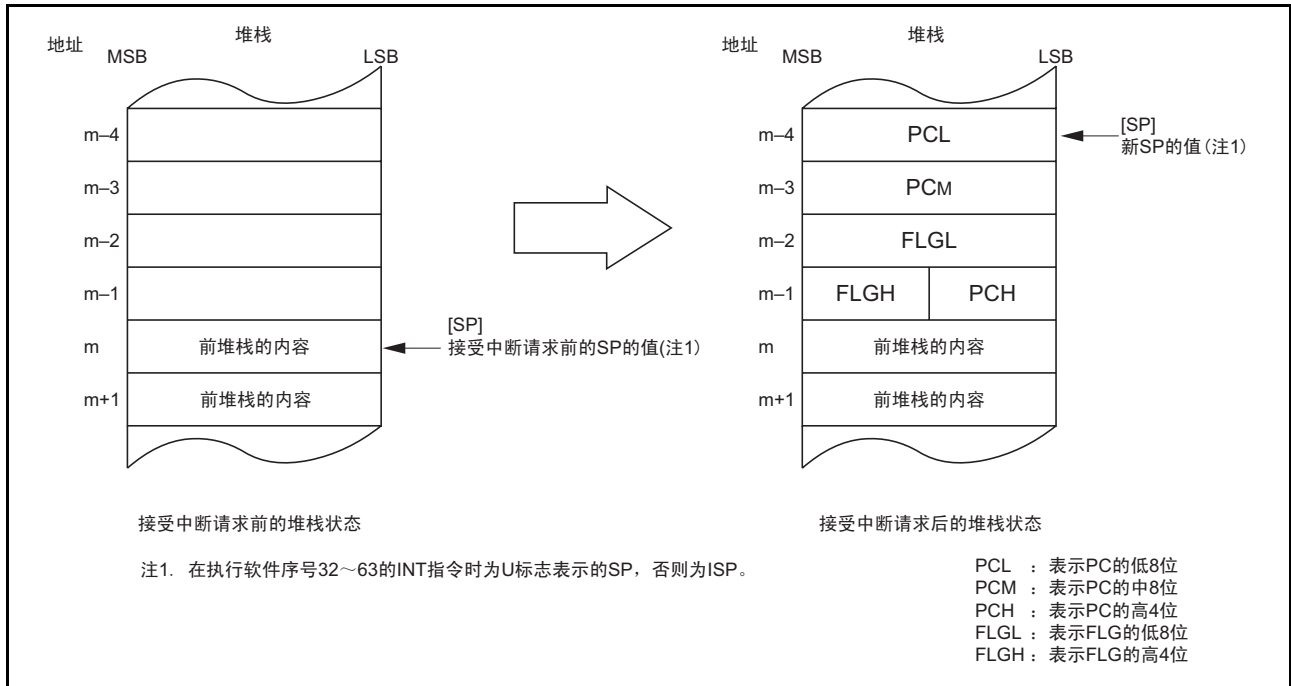 堆栈
地址
MSB
LSB
m–4
m–3
m–2
m–1
m
前堆栈的内容
m+1
前堆栈的内容
[SP]
接受中断请求前的SP的值(注1)
接受中断请求前的堆栈状态
堆栈
地址
MSB
LSB
m–4
PCL
m–3
PCM
m–2
FLGL
m–1
FLGH
PCH
m
前堆栈的内容
m+1
前堆栈的内容
[SP]
新SP的值(注1)
接受中断请求后的堆栈状态
注1. 在执行软件序号32～63的INT指令时为U标志表示的SP，否则为ISP。
PCL ：表示PC的低8位
PCM ：表示PC的中8位
PCH ：表示PC的高4位
FLGL ：表示FLG的低8位
FLGH ：表示FLG的高4位